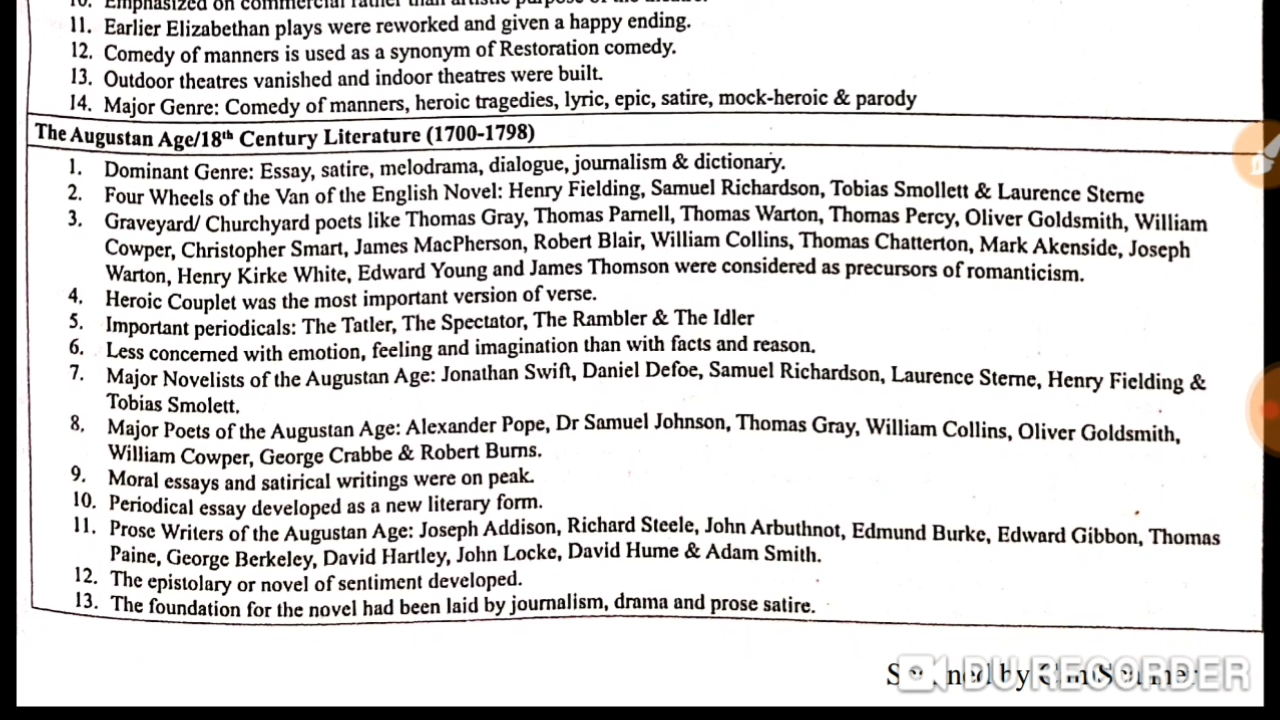 10. Emphasized on commercial rather than artistic purpose of the theatre.
11. Earlier Elizabethan plays were reworked and given a happy ending.
12. Comedy of manners is used as a synonym of Restoration comedy.
13. Outdoor theatres vanished and indoor theatres were built.
14. Major Genre: Comedy of manners, heroic tragedies, lyric, epic, satire, mock-heroic & parody
The Augustan Age/18th Century Literature (1700-1798)
1. Dominant Genre: Essay, satire, melodrama, dialogue, journalism & dictionary.
2. Four Wheels of the Van of the English Novel: Henry Fielding, Samuel Richardson, Tobias Smollett & Laurence Sterne
3. Graveyard/ Churchyard poets like Thomas Gray, Thomas Parnell, Thomas Warton, Thomas Percy, Oliver Goldsmith, William
Cowper, Christopher Smart, James MacPherson, Robert Blair, William Collins, Thomas Chatterton, Mark Akenside, Joseph
Warton, Henry Kirke White, Edward Young and James Thomson were considered as precursors of romanticism.
4. Heroic Couplet was the most important version of verse.
5. Important periodicals: The Tatler, The Spectator, The Rambler & The Idler
6. Less concerned with emotion, feeling and imagination than with facts and reason.
7. Major Novelists of the Augustan Age: Jonathan Swift, Daniel Defoe, Samuel Richardson, Laurence Sterne, Henry Fielding &
Tobias Smolett.
8. Major Poets of the Augustan Age: Alexander Pope, Dr Samuel Johnson, Thomas Gray, William Collins, Oliver Goldsmith,
William Cowper, George Crabbe & Robert Burns.
9. Moral essays and satirical writings were on peak.
10. Periodical essay developed as a new literary form.
11. Prose Writers of the Augustan Age: Joseph Addison, Richard Steele, John Arbuthnot, Edmund Burke, Edward Gibbon, Thomas
Paine, George Berkeley, David Hartley, John Locke, David Hume & Adam Smith.
12. The epistolary or novel of sentiment developed.
13. The foundation for the novel had been laid by journalism, drama and prose satire.
by
DU RECORDER